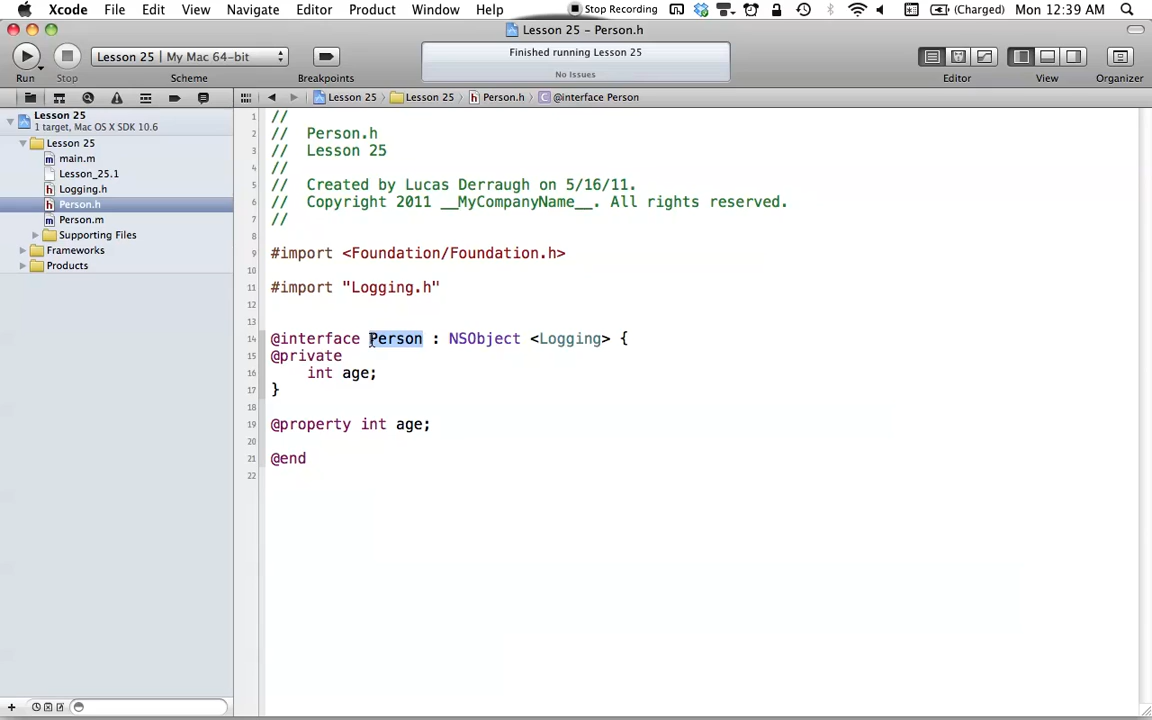 Xcode File Edit View Navigate Editor Product Window Help Stop Recording (Charged) Mon 12:39 AM
Lesson 25 – Person.h
Lesson 25 | My Mac 64-bit
Finished running Lesson 25
No Issues
Run Stop Scheme Breakpoints Editor View Organizer
Lesson 25
1 target, Mac OS X SDK 10.6
Lesson 25
main.m
Lesson_25.1
Logging.h
Person.h
Person.m
Supporting Files
Frameworks
Products
Lesson 25 Lesson 25 Person.h @interface Person
1 //
2 // Person.h
3 // Lesson 25
4 //
5 // Created by Lucas Derraugh on 5/16/11.
6 // Copyright 2011 __MyCompanyName__. All rights reserved.
7 //
8
9 #import <Foundation/Foundation.h>
10
11 #import "Logging.h"
12
13
14 @interface Person : NSObject <Logging> {
15 @private
16 int age;
17 }
18
19 @property int age;
20
21 @end
22